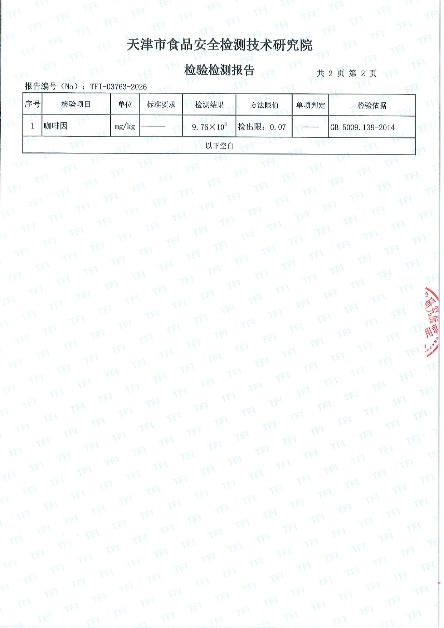 天津市食品安全检测技术研究院
检验检测报告
共 2 页 第 2 页
报告编号（No）：TFI-03763-2026
序号 检验项目 单位 标准要求 检测结果 方法限值 单项判定 检验依据
1 咖啡因 mg/kg —— 9.76×10³ 检出限：0.07 —— GB 5009.139-2014
以下空白